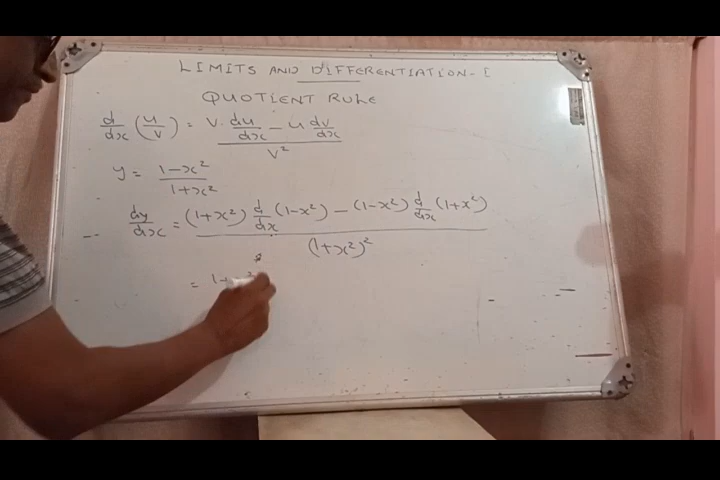 LIMITS AND DIFFERENTIATION-I
QUOTIENT RULE
d/dx (u/v) = v. du/dx - u dv/dx / v²
y = 1-x² / 1+x²
dy/dx = (1+x²) d/dx (1-x²) - (1-x²) d/dx (1+x²) / (1+x²)²
= 1+